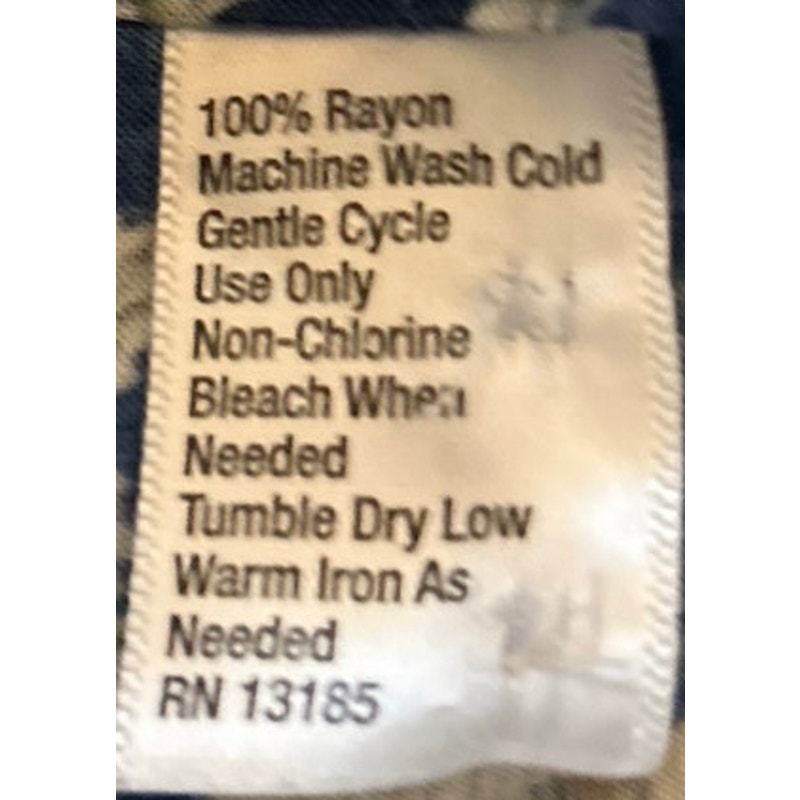 100% Rayon
Machine Wash Cold
Gentle Cycle
Use Only
Non-Chlorine
Bleach When
Needed
Tumble Dry Low
Warm Iron As
Needed
RN 13185